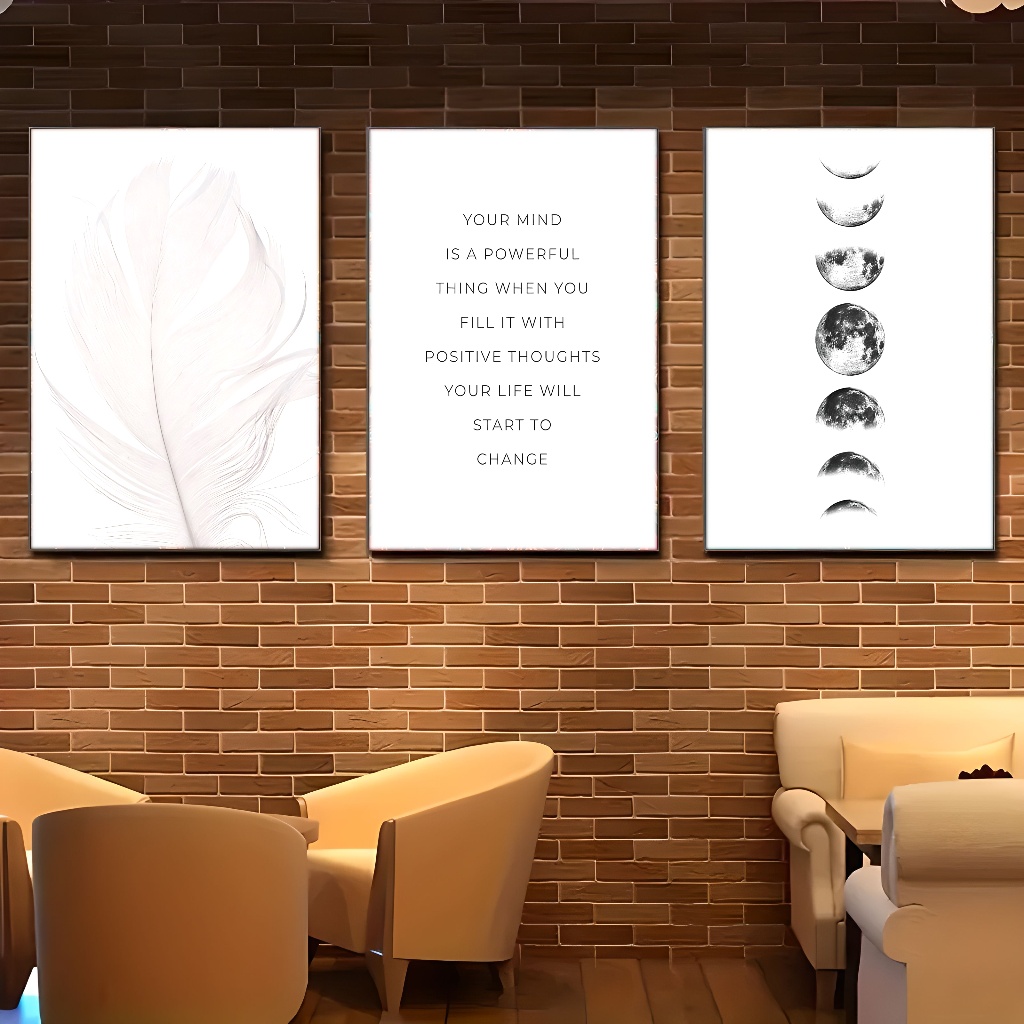 YOUR MIND
IS A POWERFUL
THING WHEN YOU
FILL IT WITH
POSITIVE THOUGHTS
YOUR LIFE WILL
START TO
CHANGE